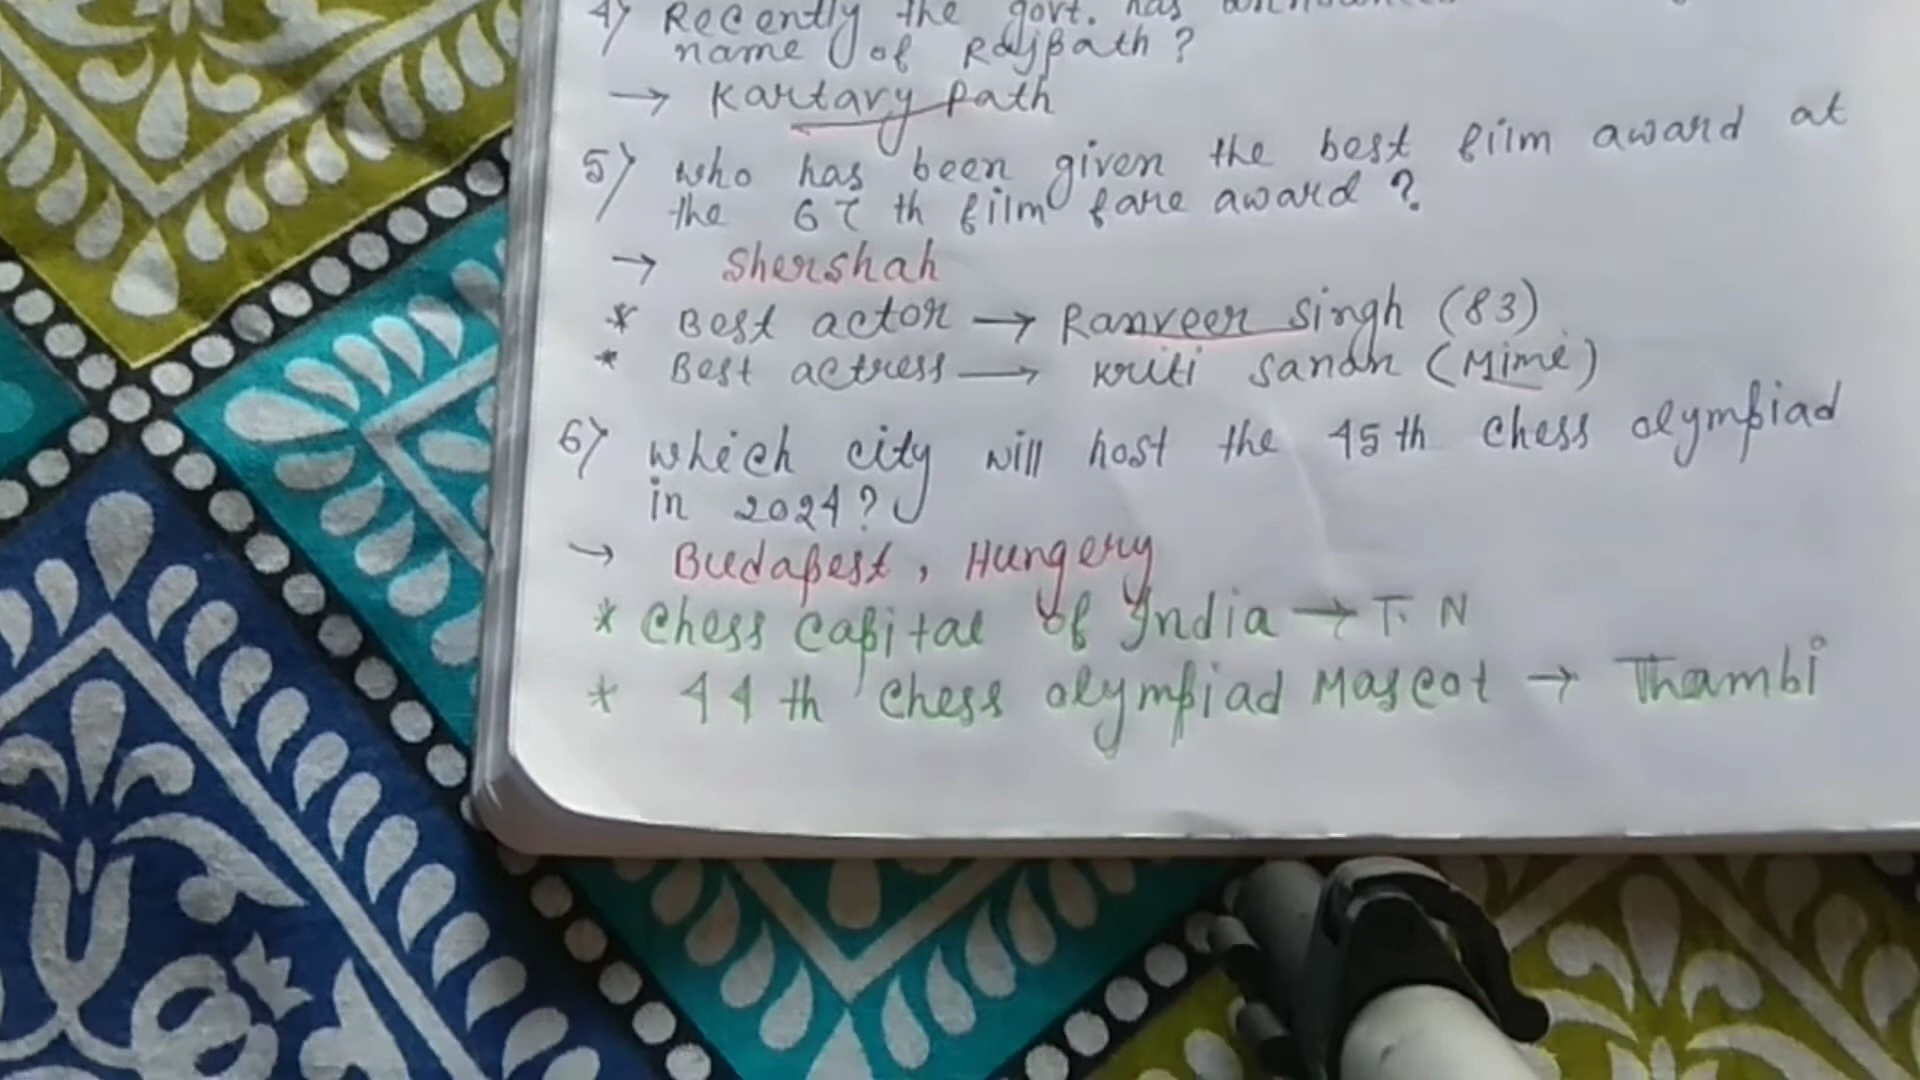 4) Recently the govt. has
name of Rajpath ?
→ Kartavy Path
5) who has been given the best film award at
the 67 th film fare award ?
→ Shershah
* Best actor → Ranveer Singh (83)
* Best actress → Kriti Sanan (Mimi)
6) which city will host the 45th chess olympiad
in 2024 ?
→ Budapest, Hungery
* Chess capital of India → T. N
* 44 th chess olympiad Mascot → Thambi